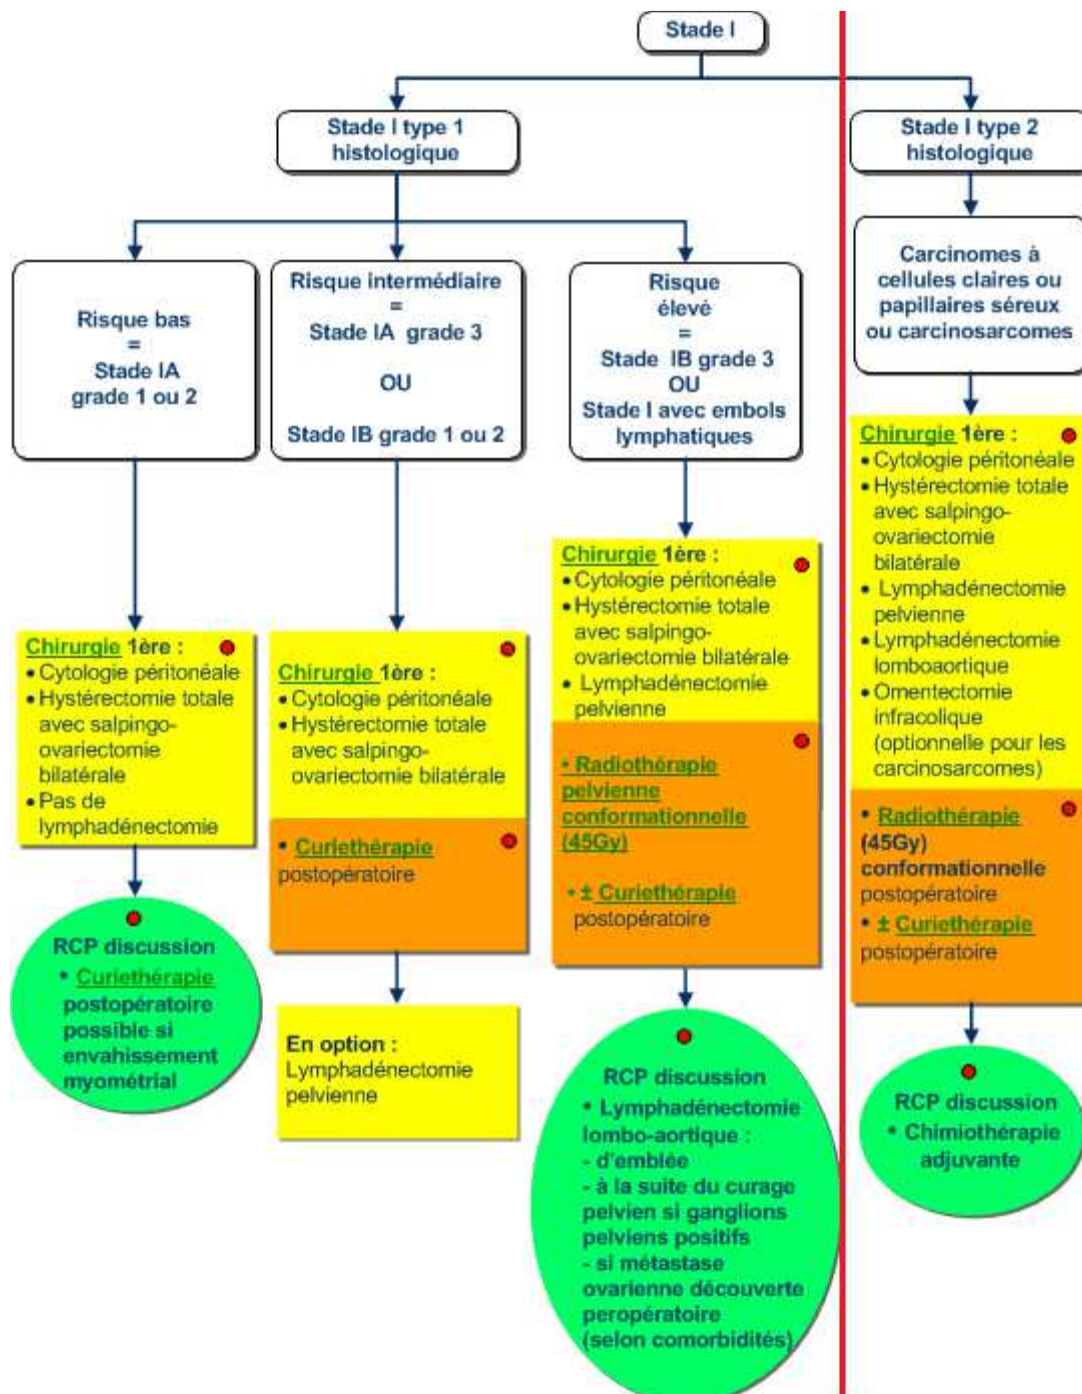 Stade I
Stade I type 1
histologique
Stade I type 2
histologique
Risque bas
=
Stade IA
grade 1 ou 2
Risque intermédiaire
=
Stade IA grade 3
OU
Stade IB grade 1 ou 2
Risque
élevé
=
Stade IB grade 3
OU
Stade I avec embols
lymphatiques
Carcinomes à
cellules claires ou
papillaires séreux
ou carcinosarcomes
Chirurgie 1ère :
• Cytologie péritonéale
• Hystérectomie totale
avec salpingo-
ovariectomie
bilatérale
• Pas de
lymphadénectomie
RCP discussion
• Curiethérapie
postopératoire
possible si
envahissement
myométrial
Chirurgie 1ère :
• Cytologie péritonéale
• Hystérectomie totale
avec salpingo-
ovariectomie bilatérale
• Curiethérapie
postopératoire
En option :
Lymphadénectomie
pelvienne
Chirurgie 1ère :
• Cytologie péritonéale
• Hystérectomie totale
avec salpingo-
ovariectomie bilatérale
• Lymphadénectomie
pelvienne
• Radiothérapie
pelvienne
conformationnelle
(45Gy)
• ± Curiethérapie
postopératoire
RCP discussion
• Lymphadénectomie
lombo-aortique :
- d'emblée
- à la suite du curage
pelvien si ganglions
pelviens positifs
- si métastase
ovarienne découverte
peropératoire
(selon comorbidités)
Chirurgie 1ère :
• Cytologie péritonéale
• Hystérectomie totale
avec salpingo-
ovariectomie
bilatérale
• Lymphadénectomie
pelvienne
• Lymphadénectomie
lomboaortique
• Omentectomie
infracolique
(optionnelle pour les
carcinosarcomes)
• Radiothérapie
(45Gy)
conformationnelle
postopératoire
• ± Curiethérapie
postopératoire
RCP discussion
• Chimiothérapie
adjuvante